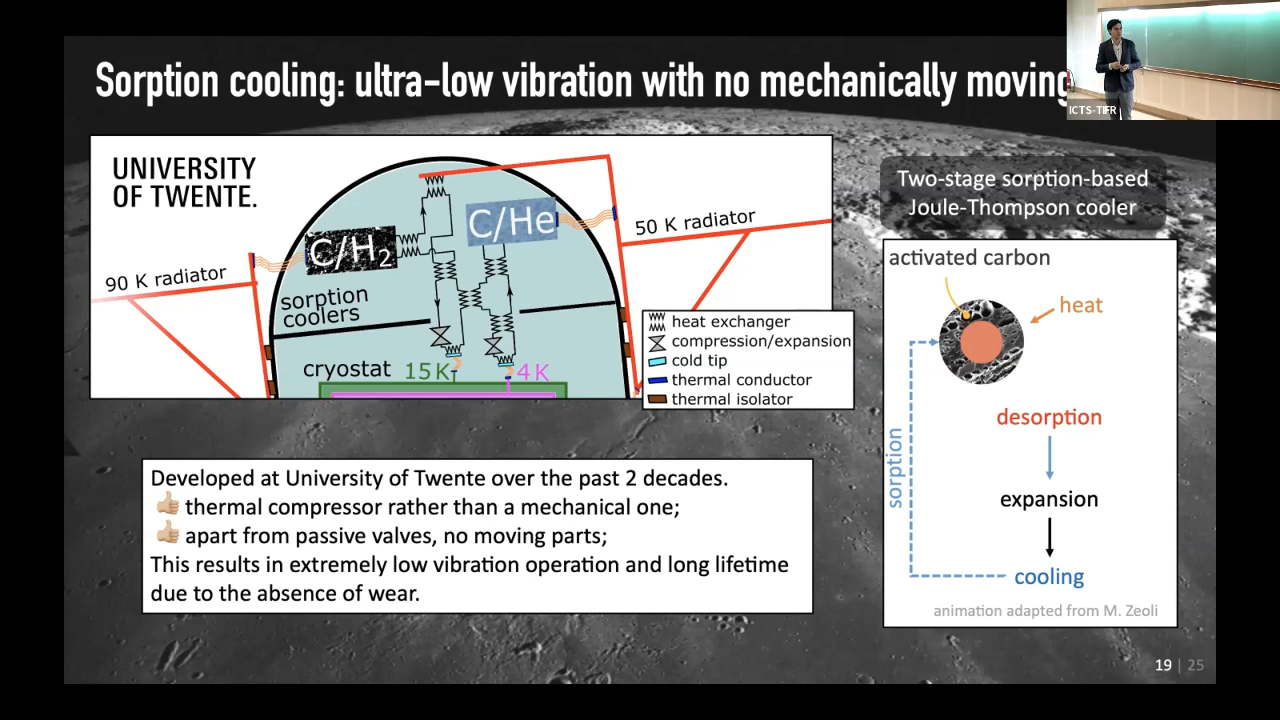 Sorption cooling: ultra-low vibration with no mechanically moving
ICTS-TIFR
UNIVERSITY
OF TWENTE.
C/H2
C/He
90 K radiator
50 K radiator
sorption
coolers
cryostat
15K
4K
heat exchanger
compression/expansion
cold tip
thermal conductor
thermal isolator
Two-stage sorption-based
Joule-Thompson cooler
activated carbon
heat
desorption
sorption
expansion
cooling
animation adapted from M. Zeoli
Developed at University of Twente over the past 2 decades.
👍🏼 thermal compressor rather than a mechanical one;
👍🏼 apart from passive valves, no moving parts;
This results in extremely low vibration operation and long lifetime
due to the absence of wear.
19 | 25